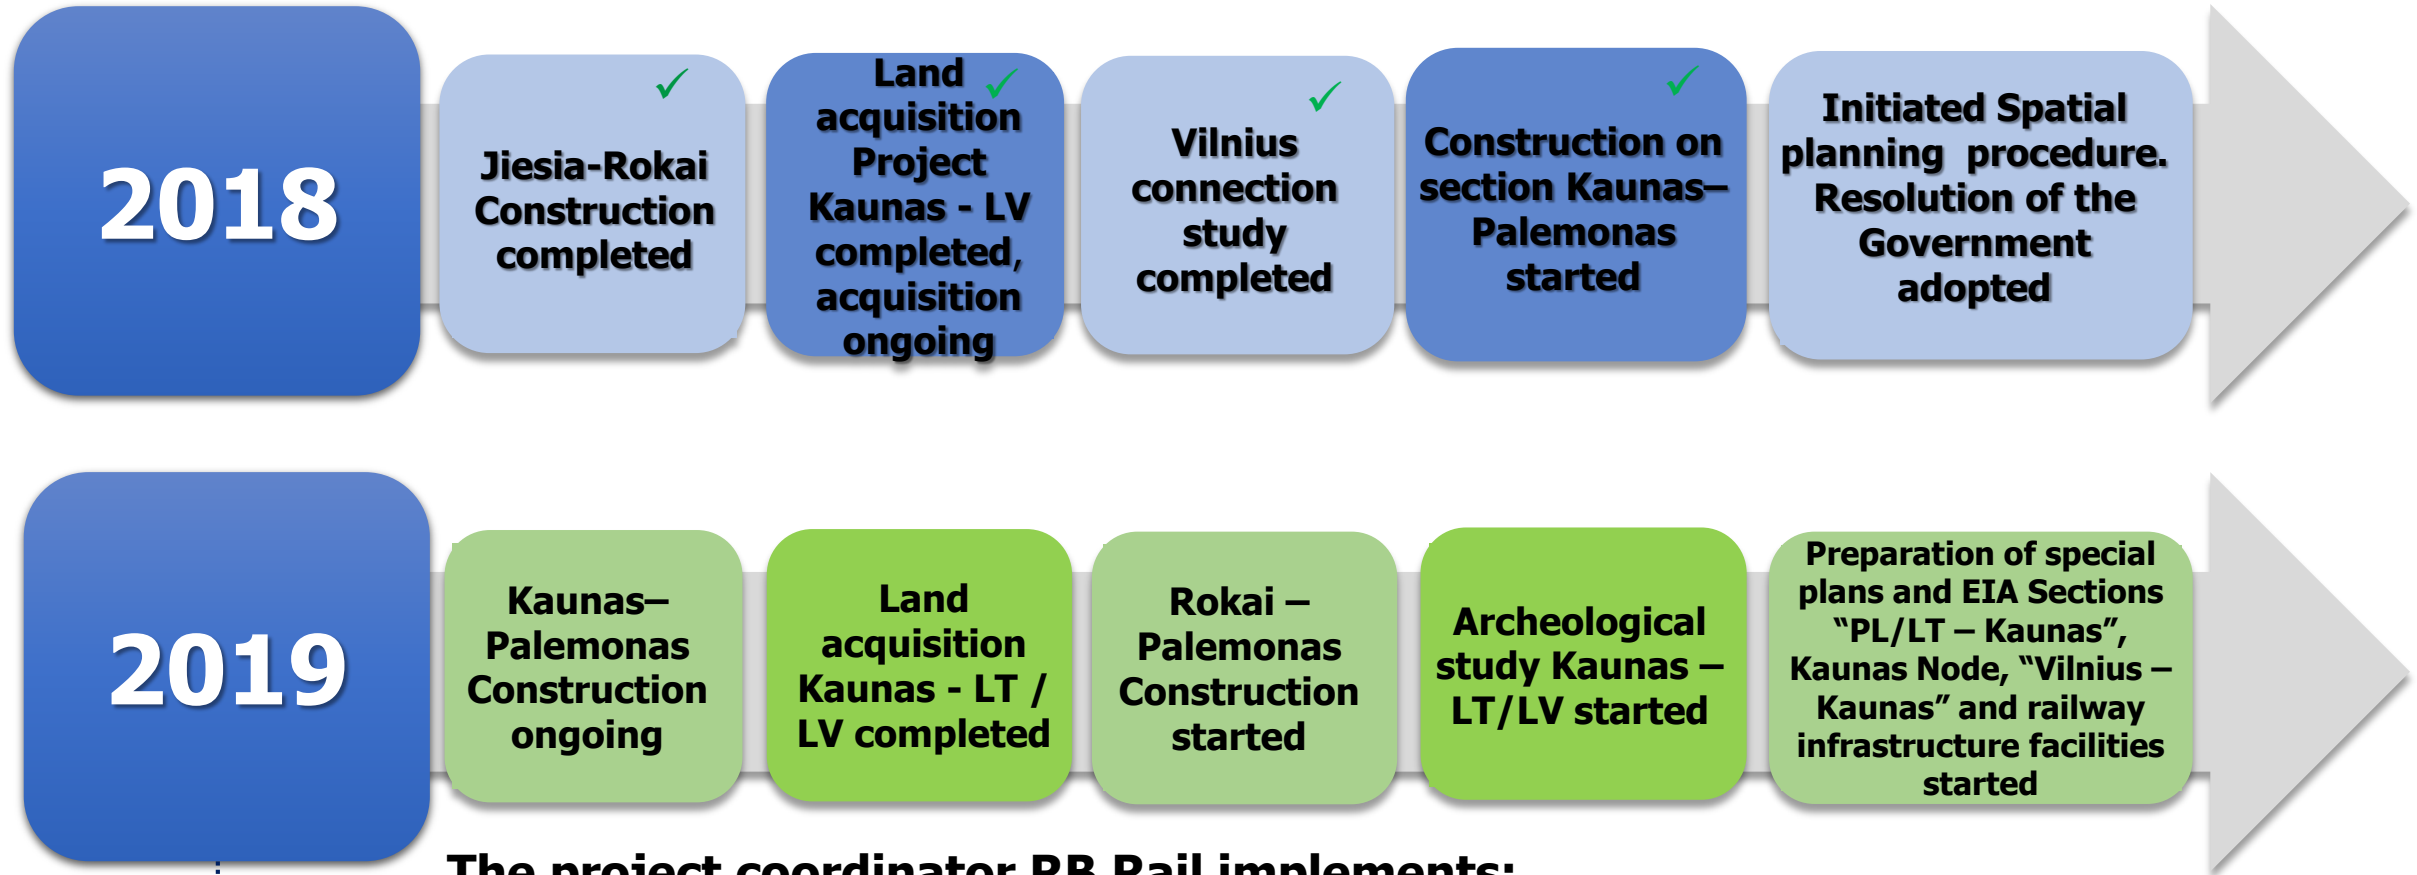 2018
Jiesia-Rokai
Construction
completed
Land
acquisition
Project
Kaunas - LV
completed,
acquisition
ongoing
Vilnius
connection
study
completed
Construction on
section Kaunas–
Palemonas
started
Initiated Spatial
planning procedure.
Resolution of the
Government
adopted
2019
Kaunas–
Palemonas
Construction
ongoing
Land
acquisition
Kaunas - LT /
LV completed
Rokai –
Palemonas
Construction
started
Archeological
study Kaunas –
LT/LV started
Preparation of special
plans and EIA Sections
“PL/LT – Kaunas”,
Kaunas Node, “Vilnius –
Kaunas” and railway
infrastructure facilities
started
The project coordinator RB Rail implements: